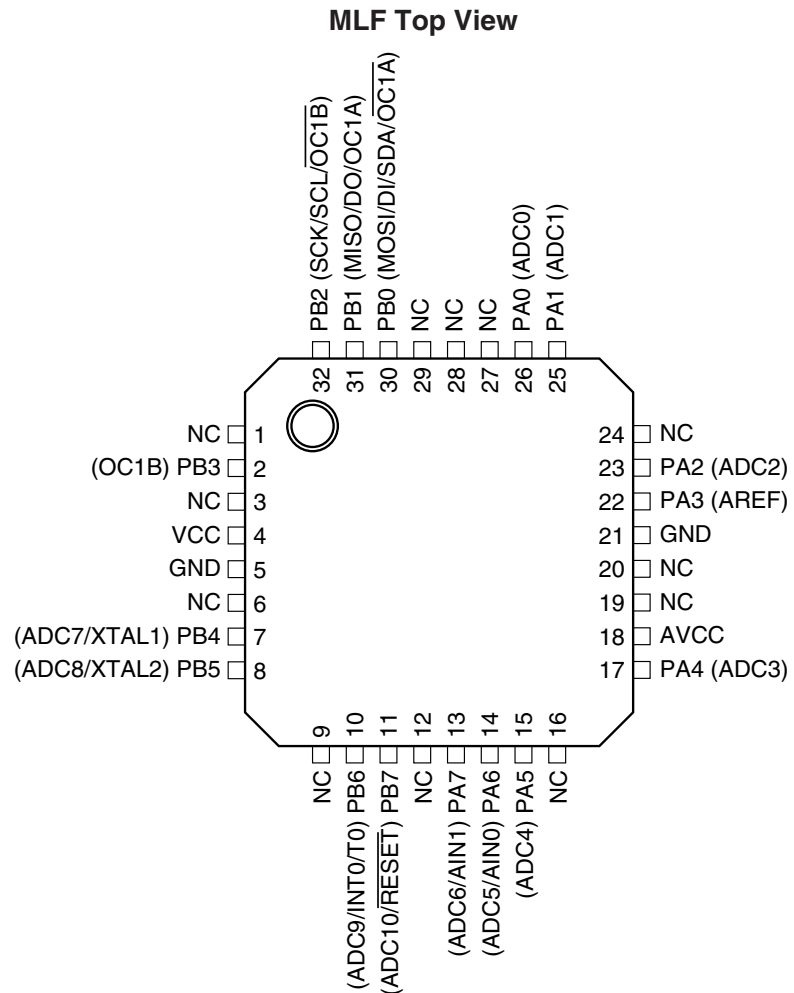 MLF Top View
PB2 (SCK/SCL/OC1B)
PB1 (MISO/DO/OC1A)
PB0 (MOSI/DI/SDA/OC1A)
NC
NC
NC
PA0 (ADC0)
PA1 (ADC1)
32
31
30
29
28
27
26
25
NC 1
(OC1B) PB3 2
NC 3
VCC 4
GND 5
NC 6
(ADC7/XTAL1) PB4 7
(ADC8/XTAL2) PB5 8
24 NC
23 PA2 (ADC2)
22 PA3 (AREF)
21 GND
20 NC
19 NC
18 AVCC
17 PA4 (ADC3)
9
10
11
12
13
14
15
16
NC
(ADC9/INT0/T0) PB6
(ADC10/RESET) PB7
NC
(ADC6/AIN1) PA7
(ADC5/AIN0) PA6
(ADC4) PA5
NC